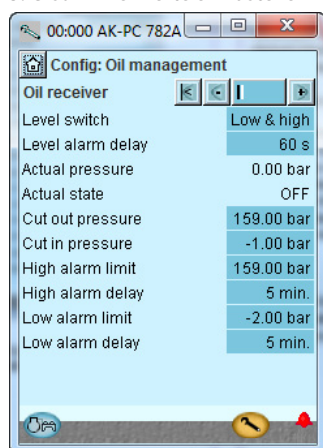 00:000 AK-PC 782A
Config: Oil management
Oil receiver
Level switch Low & high
Level alarm delay 60 s
Actual pressure 0.00 bar
Actual state OFF
Cut out pressure 159.00 bar
Cut in pressure -1.00 bar
High alarm limit 159.00 bar
High alarm delay 5 min.
Low alarm limit -2.00 bar
Low alarm delay 5 min.